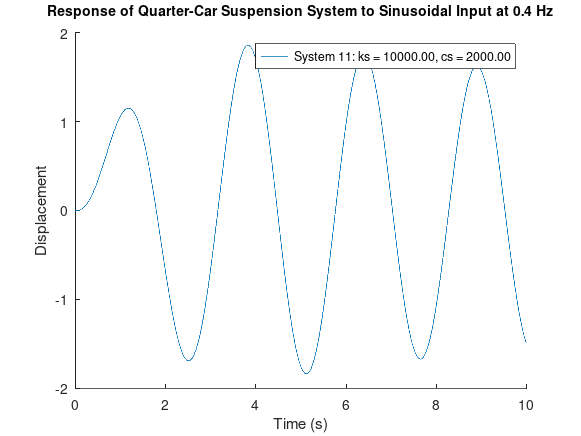 Response of Quarter-Car Suspension System to Sinusoidal Input at 0.4 Hz
System 11: ks = 10000.00, cs = 2000.00
Displacement
2
1
0
-1
-2
0 2 4 6 8 10
Time (s)